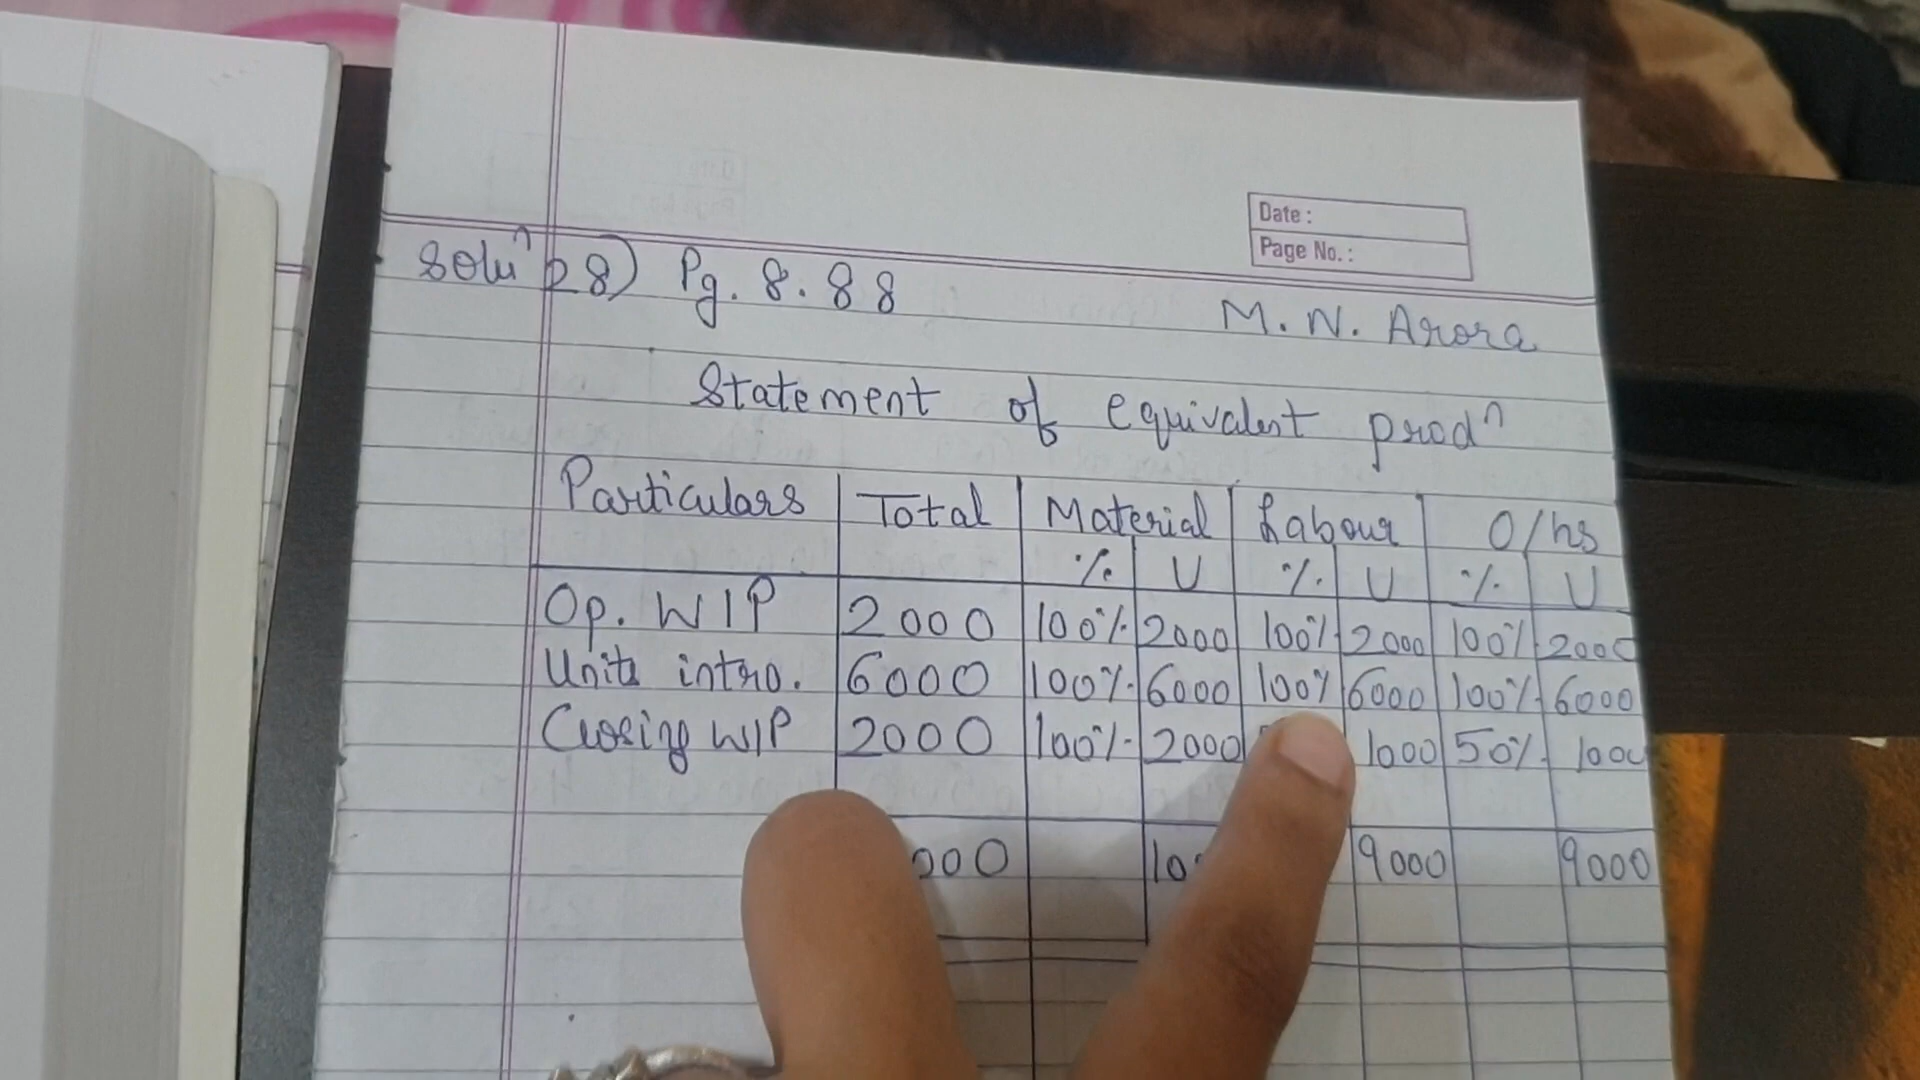 Date :
Page No. :
Soluⁿ 28) Pg. 8.88
M. N. Arora
Statement of equivalent prodⁿ
Particulars Total Material Labour O/hs
% U % U % U
Op. WIP 2000 100% 2000 100% 2000 100% 2000
Units intro. 6000 100% 6000 100% 6000 100% 6000
Closing WIP 2000 100% 2000 1000 50% 1000
9000 9000